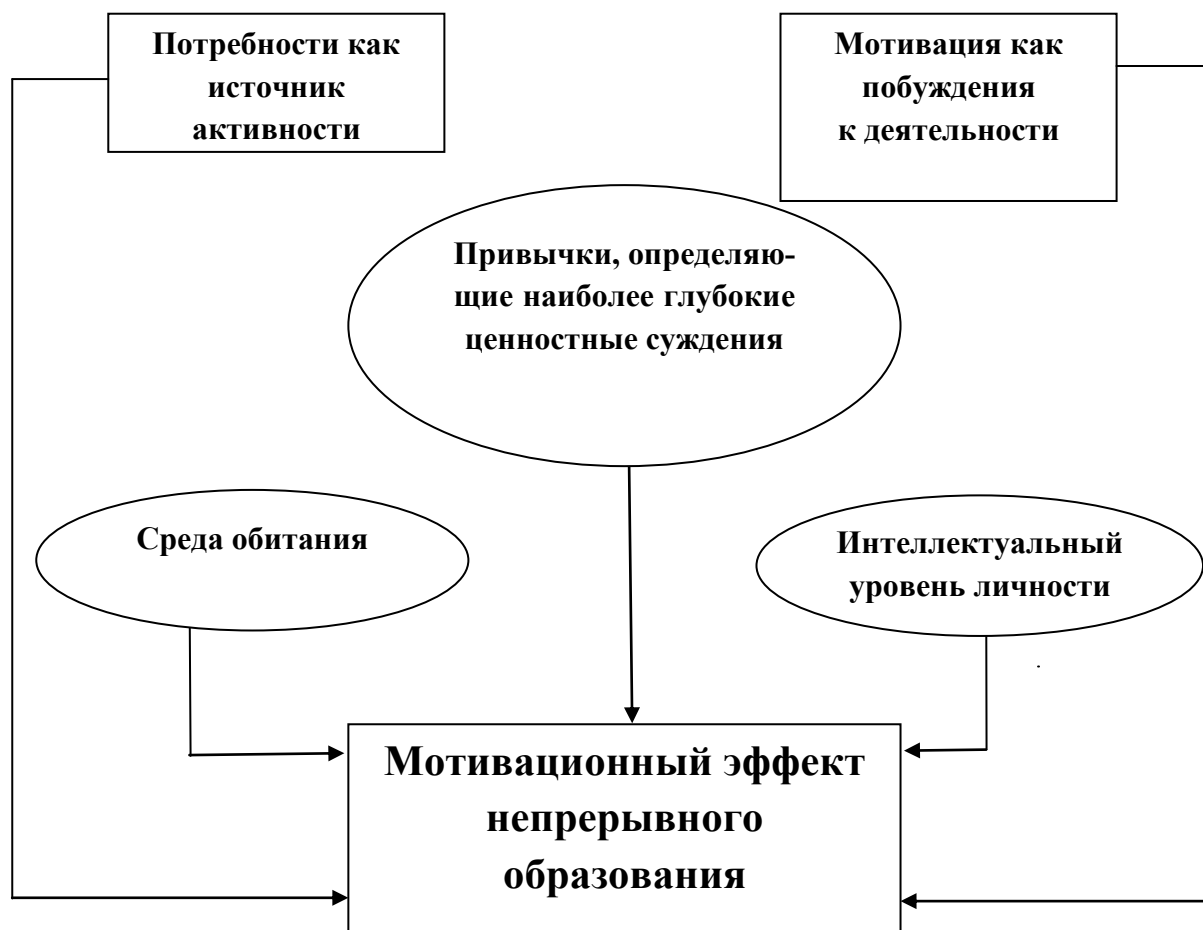 Потребности как
источник
активности
Мотивация как
побуждения
к деятельности
Привычки, определяю-
щие наиболее глубокие
ценностные суждения
Среда обитания
Интеллектуальный
уровень личности
Мотивационный эффект
непрерывного
образования